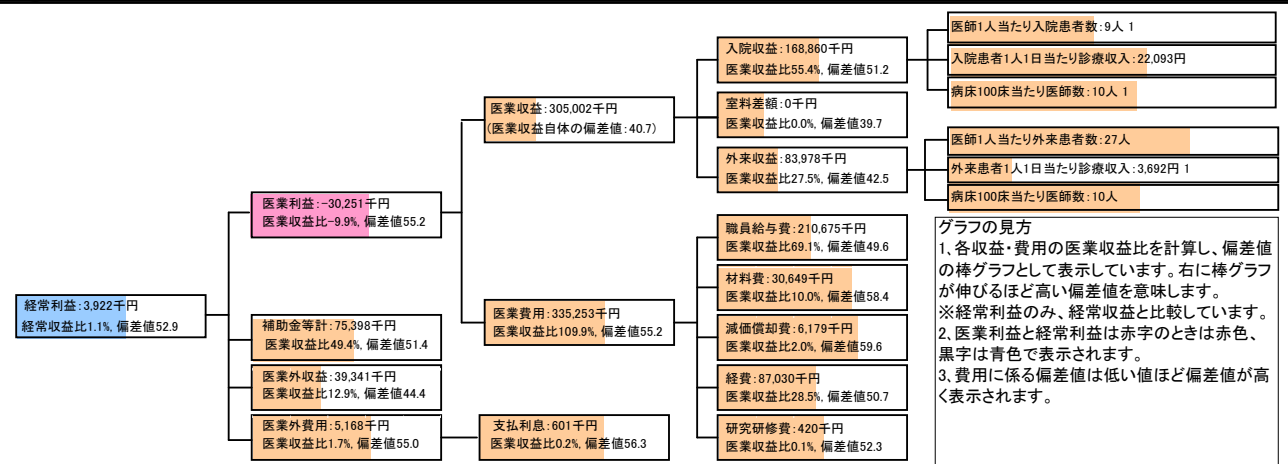 経常利益:3,922千円
経常収支比1.1%, 偏差値52.9
医業利益:-30,251千円
医業収益比-9.9%, 偏差値55.2
補助金等計:75,398千円
医業収益比49.4%, 偏差値51.4
医業外収益:39,341千円
医業収益比12.9%, 偏差値44.4
医業外費用:5,168千円
医業収益比1.7%, 偏差値55.0
医業収益:305,002千円
(医業収益自体の偏差値:40.7)
医業費用:335,253千円
医業収益比109.9%, 偏差値55.2
支払利息:601千円
医業収益比0.2%, 偏差値56.3
入院収益:168,860千円
医業収益比55.4%, 偏差値51.2
室料差額:0千円
医業収益比0.0%, 偏差値39.7
外来収益:83,978千円
医業収益比27.5%, 偏差値42.5
職員給与費:210,675千円
医業収益比69.1%, 偏差値49.6
材料費:30,649千円
医業収益比10.0%, 偏差値58.4
減価償却費:6,179千円
医業収益比2.0%, 偏差値59.6
経費:87,030千円
医業収益比28.5%, 偏差値50.7
研究研修費:420千円
医業収益比0.1%, 偏差値52.3
医師1人当たり入院患者数:9人 1
入院患者1人1日当たり診療収入:22,093円
病床100床当たり医師数:10人 1
医師1人当たり外来患者数:27人
外来患者1人1日当たり診療収入:3,692円 1
病床100床当たり医師数:10人
グラフの見方
1、各収益・費用の医業収益比を計算し、偏差値
の棒グラフとして表示しています。右に棒グラフ
が伸びるほど高い偏差値を意味します。
※経常利益のみ、経常収益と比較しています。
2、医業利益と経常利益は赤字のときは赤色、
黒字は青色で表示されます。
3、費用に係る偏差値は低い値ほど偏差値が高
く表示されます。